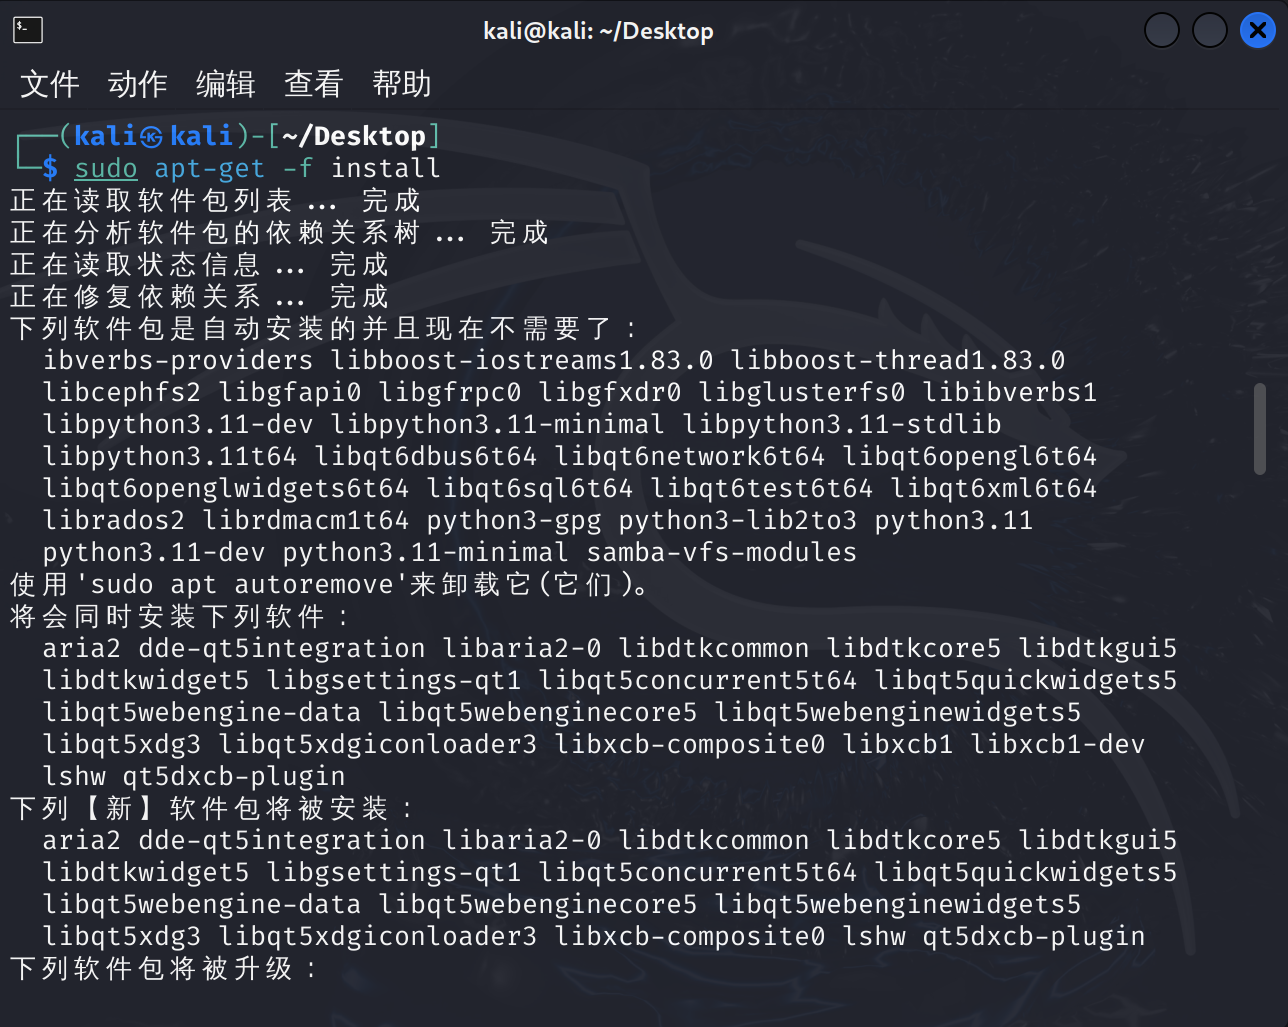 kali@kali: ~/Desktop
文件 动作 编辑 查看 帮助
┌──(kali㉿kali)-[~/Desktop]
└─$ sudo apt-get -f install
正在读取软件包列表... 完成
正在分析软件包的依赖关系树... 完成
正在读取状态信息... 完成
正在修复依赖关系... 完成
下列软件包是自动安装的并且现在不需要了：
  ibverbs-providers libboost-iostreams1.83.0 libboost-thread1.83.0
  libcephfs2 libgfapi0 libgfrpc0 libgfxdr0 libglusterfs0 libibverbs1
  libpython3.11-dev libpython3.11-minimal libpython3.11-stdlib
  libpython3.11t64 libqt6dbus6t64 libqt6network6t64 libqt6opengl6t64
  libqt6openglwidgets6t64 libqt6sql6t64 libqt6test6t64 libqt6xml6t64
  librados2 librdmacm1t64 python3-gpg python3-lib2to3 python3.11
  python3.11-dev python3.11-minimal samba-vfs-modules
使用'sudo apt autoremove'来卸载它(它们)。
将会同时安装下列软件：
  aria2 dde-qt5integration libaria2-0 libdtkcommon libdtkcore5 libdtkgui5
  libdtkwidget5 libgsettings-qt1 libqt5concurrent5t64 libqt5quickwidgets5
  libqt5webengine-data libqt5webenginecore5 libqt5webenginewidgets5
  libqt5xdg3 libqt5xdgiconloader3 libxcb-composite0 libxcb1 libxcb1-dev
  lshw qt5dxcb-plugin
下列【新】软件包将被安装：
  aria2 dde-qt5integration libaria2-0 libdtkcommon libdtkcore5 libdtkgui5
  libdtkwidget5 libgsettings-qt1 libqt5concurrent5t64 libqt5quickwidgets5
  libqt5webengine-data libqt5webenginecore5 libqt5webenginewidgets5
  libqt5xdg3 libqt5xdgiconloader3 libxcb-composite0 lshw qt5dxcb-plugin
下列软件包将被升级：